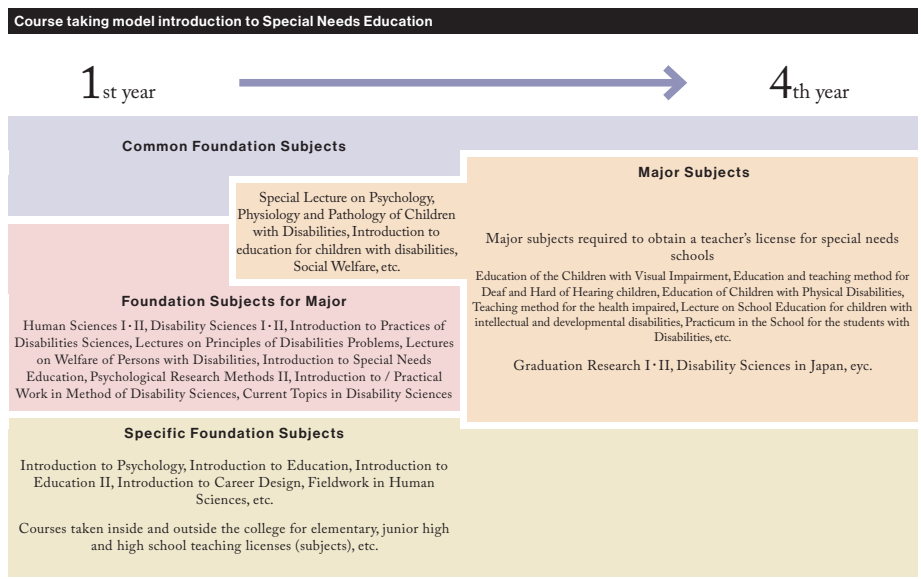 Course taking model introduction to Special Needs Education
1st year
4th year
Common Foundation Subjects
Special Lecture on Psychology,
Physiology and Pathology of Children
with Disabilities, Introduction to
education for children with disabilities,
Social Welfare, etc.
Foundation Subjects for Major
Human Sciences I・II, Disability Sciences I・II, Introduction to Practices of
Disabilities Sciences, Lectures on Principles of Disabilities Problems, Lectures
on Welfare of Persons with Disabilities, Introduction to Special Needs
Education, Psychological Research Methods II, Introduction to / Practical
Work in Method of Disability Sciences, Current Topics in Disability Sciences
Major Subjects
Major subjects required to obtain a teacher's license for special needs
schools
Education of the Children with Visual Impairment, Education and teaching method for
Deaf and Hard of Hearing children, Education of Children with Physical Disabilities,
Teaching method for the health impaired, Lecture on School Education for children with
intellectual and developmental disabilities, Practicum in the School for the students with
Disabilities, etc.
Graduation Research I・II, Disability Sciences in Japan, eyc.
Specific Foundation Subjects
Introduction to Psychology, Introduction to Education, Introduction to
Education II, Introduction to Career Design, Fieldwork in Human
Sciences, etc.
Courses taken inside and outside the college for elementary, junior high
and high school teaching licenses (subjects), etc.